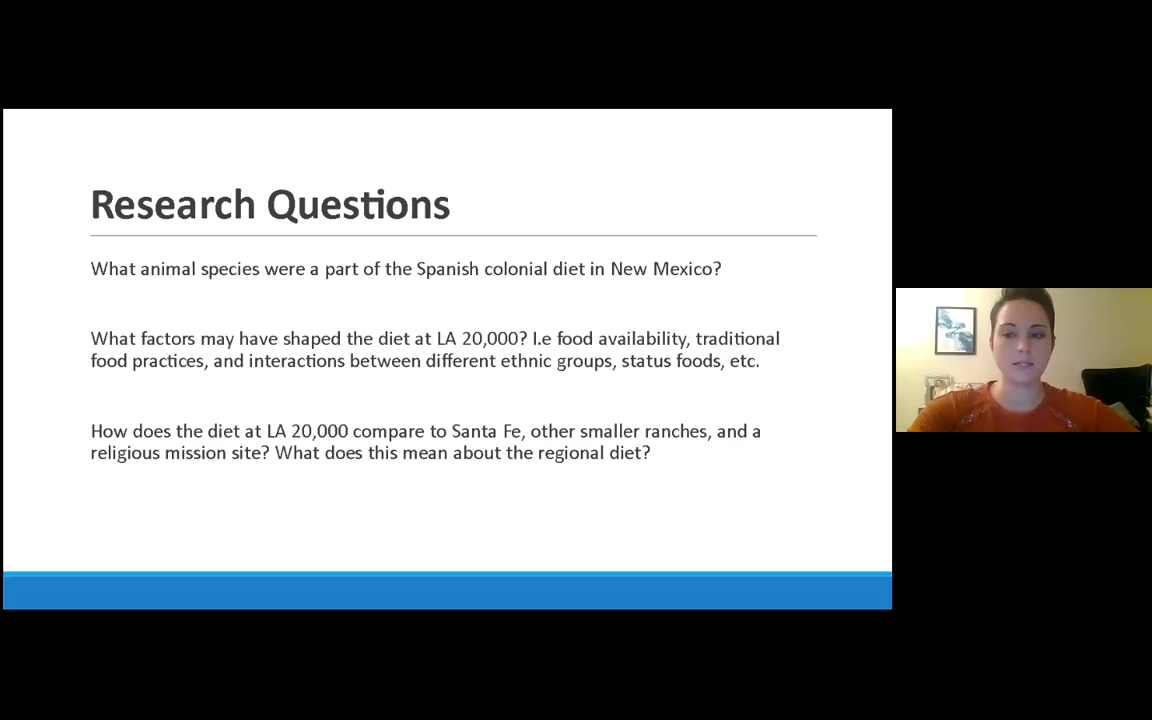 Research Questions
What animal species were a part of the Spanish colonial diet in New Mexico?
What factors may have shaped the diet at LA 20,000? I.e food availability, traditional
food practices, and interactions between different ethnic groups, status foods, etc.
How does the diet at LA 20,000 compare to Santa Fe, other smaller ranches, and a
religious mission site? What does this mean about the regional diet?